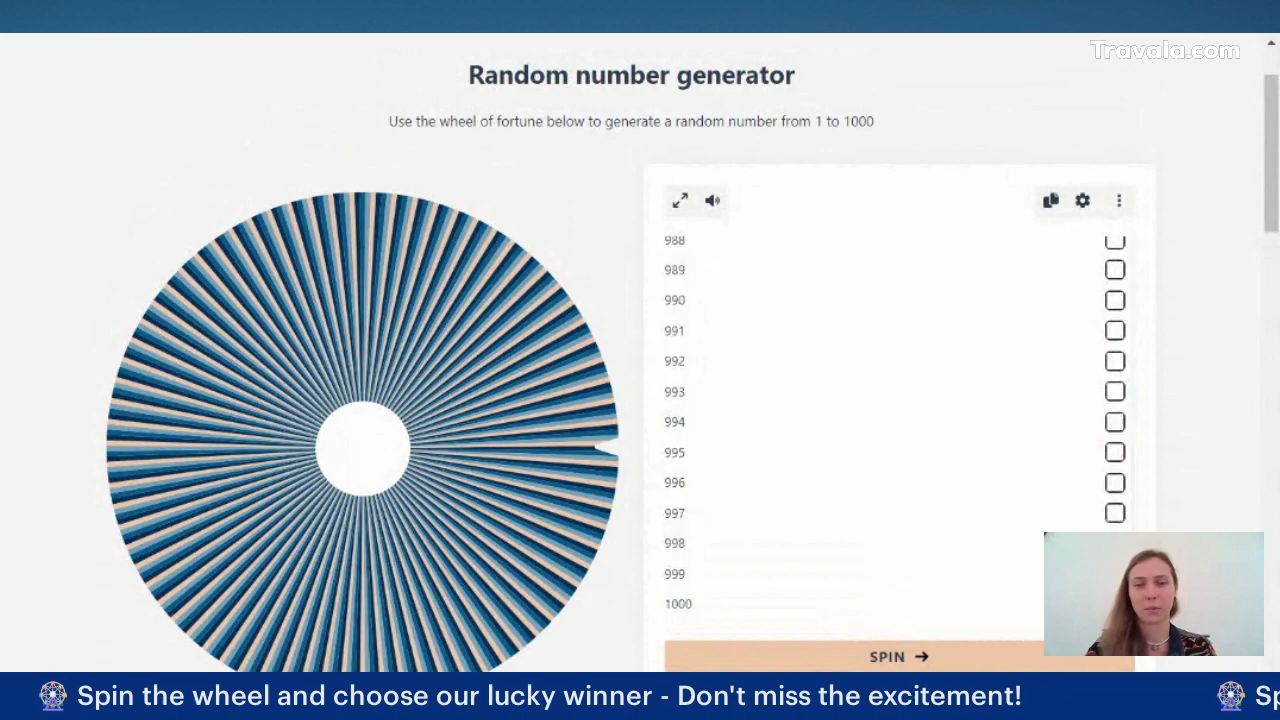 Travala.com
Random number generator
Use the wheel of fortune below to generate a random number from 1 to 1000
988
989
990
991
992
993
994
995
996
997
998
999
1000
SPIN →
Spin the wheel and choose our lucky winner - Don't miss the excitement!
Sp